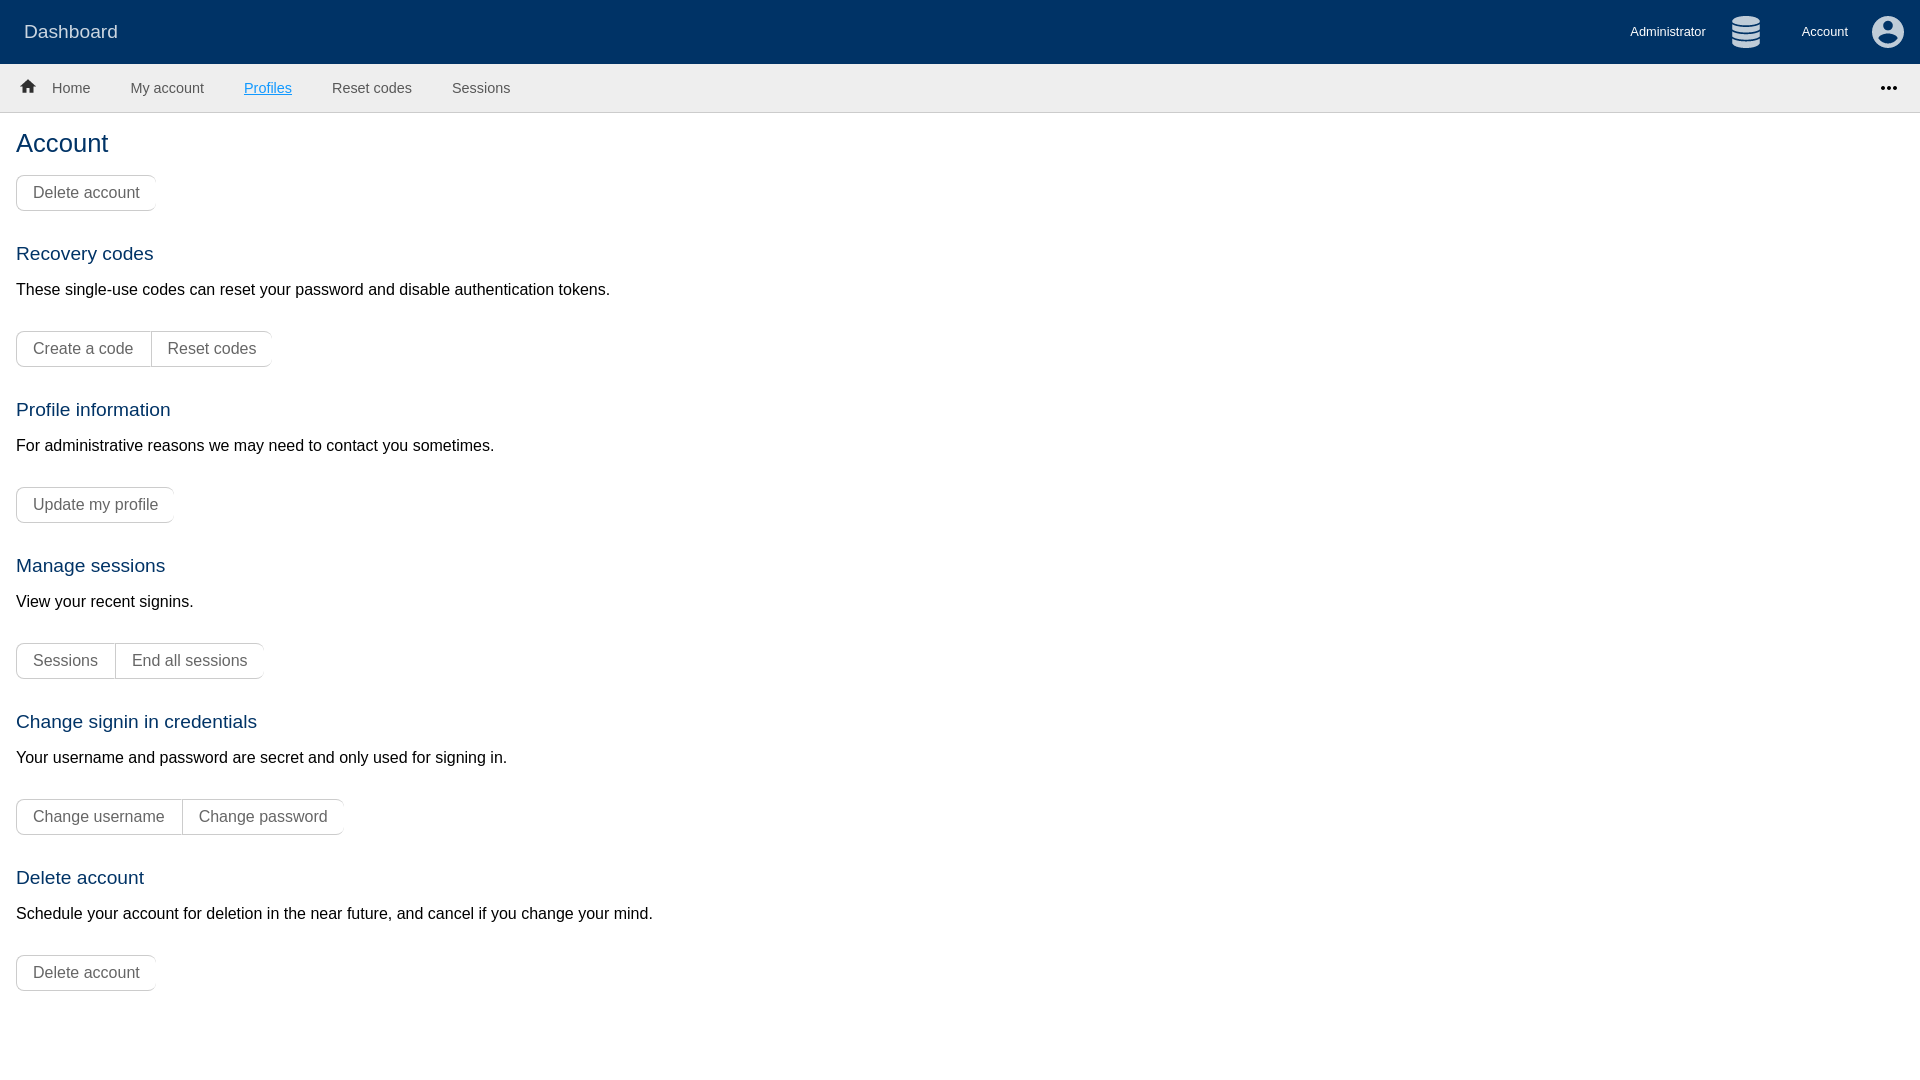 Dashboard
Administrator
Account
Home
My account
Profiles
Reset codes
Sessions
Account
Delete account
Recovery codes
These single-use codes can reset your password and disable authentication tokens.
Create a code
Reset codes
Profile information
For administrative reasons we may need to contact you sometimes.
Update my profile
Manage sessions
View your recent signins.
Sessions
End all sessions
Change signin in credentials
Your username and password are secret and only used for signing in.
Change username
Change password
Delete account
Schedule your account for deletion in the near future, and cancel if you change your mind.
Delete account